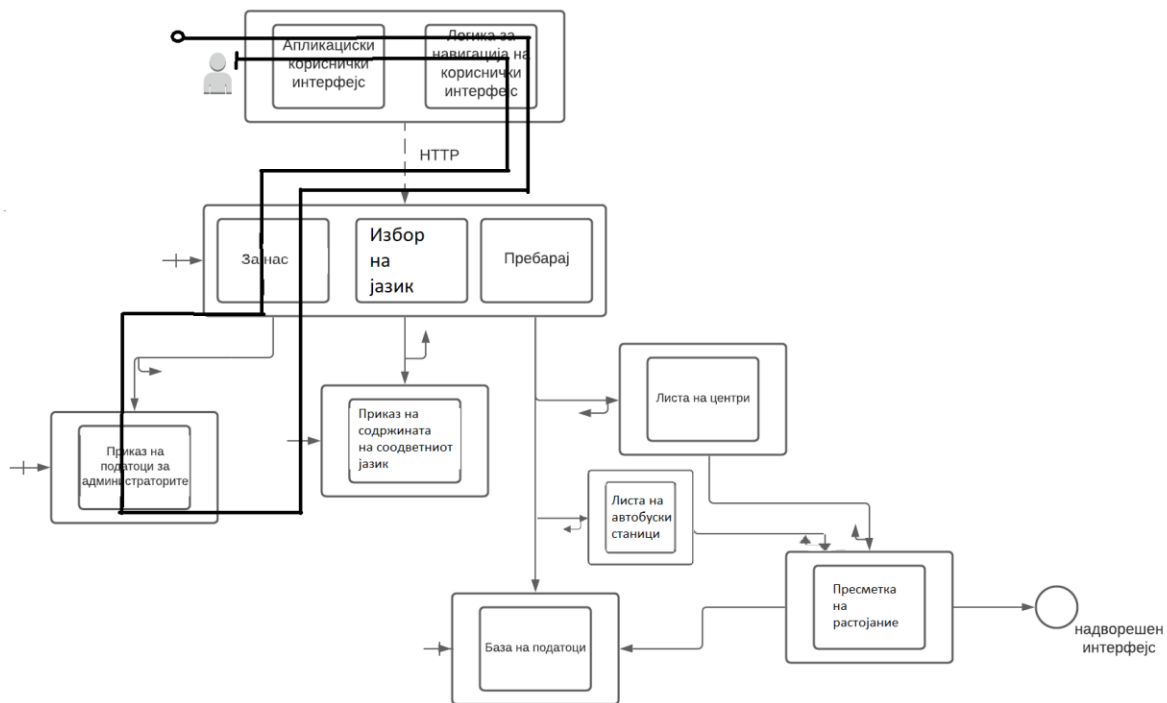 Апликациски
кориснички
интерфејс
Логика за
навигација на
кориснички
интерфејс
HTTP
За нас
Избор
на
јазик
Пребарај
Приказ на
податоци за
администраторите
Приказ на
содржината
на соодветниот
јазик
Листа на центри
Листа на
автобуски
станици
База на податоци
Пресметка
на
растојание
надворешен
интерфејс